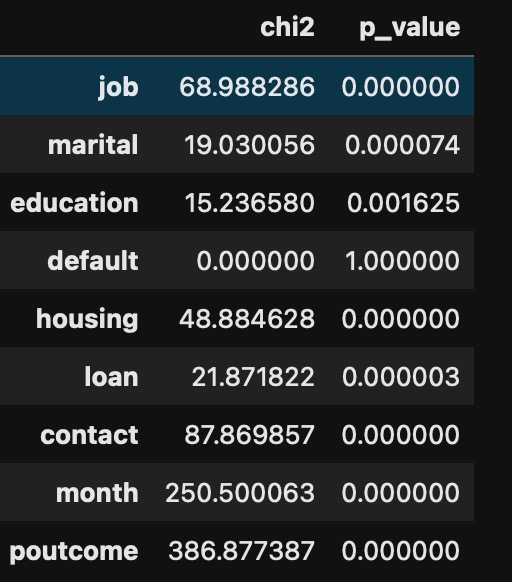 chi2 p_value
job 68.988286 0.000000
marital 19.030056 0.000074
education 15.236580 0.001625
default 0.000000 1.000000
housing 48.884628 0.000000
loan 21.871822 0.000003
contact 87.869857 0.000000
month 250.500063 0.000000
poutcome 386.877387 0.000000